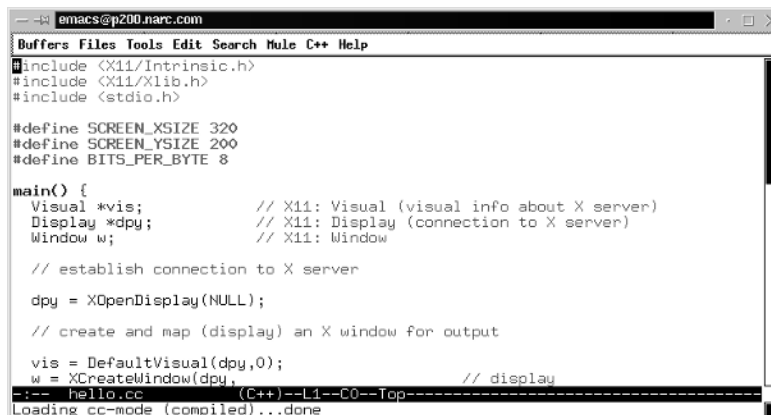 emacs@p200.narc.com
Buffers Files Tools Edit Search Mule C++ Help
#include <X11/Intrinsic.h>
#include <X11/Xlib.h>
#include <stdio.h>
#define SCREEN_XSIZE 320
#define SCREEN_YSIZE 200
#define BITS_PER_BYTE 8
main() {
Visual *vis; // X11: Visual (visual info about X server)
Display *dpy; // X11: Display (connection to X server)
Window w; // X11: Window
// establish connection to X server
dpy = XOpenDisplay(NULL);
// create and map (display) an X window for output
vis = DefaultVisual(dpy,0);
w = XCreateWindow(dpy, // display
-:-- hello.cc (C++)--L1--C0--Top----------------------------------
Loading cc-mode (compiled)...done